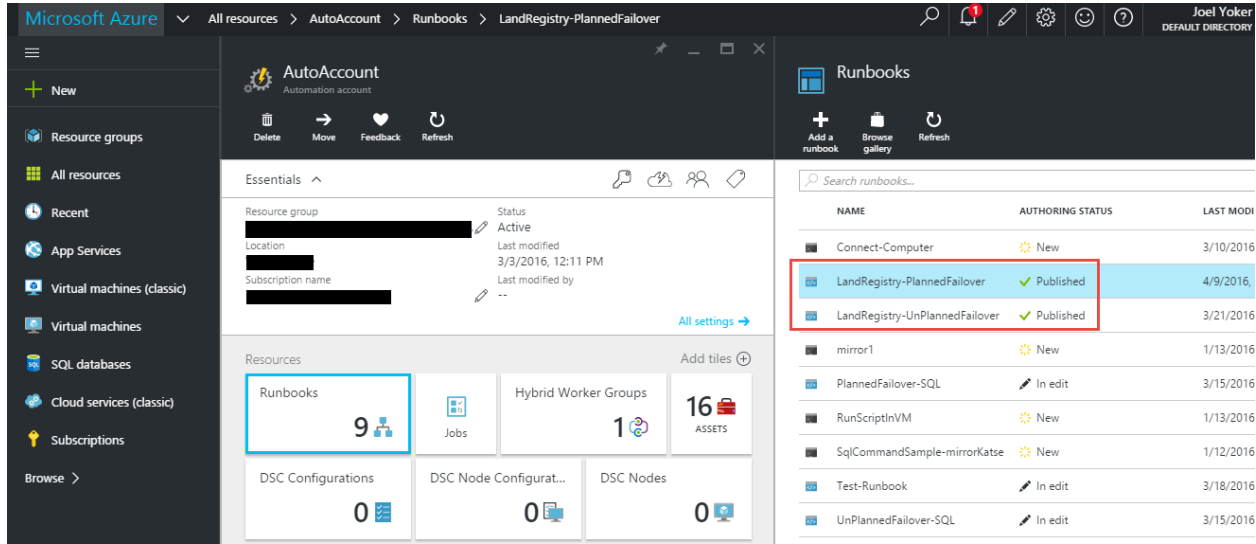 Microsoft Azure All resources > AutoAccount > Runbooks > LandRegistry-PlannedFailover 1 Joel Yoker
DEFAULT DIRECTORY
New
Resource groups
All resources
Recent
App Services
Virtual machines (classic)
Virtual machines
SQL databases
Cloud services (classic)
Subscriptions
Browse >
AutoAccount
Automation account
Delete Move Feedback Refresh
Essentials
Resource group
Status
Active
Location
Last modified
3/3/2016, 12:11 PM
Subscription name
Last modified by
--
All settings →
Resources Add tiles
Runbooks
9
Jobs
Hybrid Worker Groups
1
16
ASSETS
DSC Configurations
0
DSC Node Configurat...
0
DSC Nodes
0
Runbooks
Add a runbook
Browse gallery
Refresh
Search runbooks...
NAME AUTHORING STATUS LAST MODI
Connect-Computer New 3/10/2016
LandRegistry-PlannedFailover Published 4/9/2016,
LandRegistry-UnPlannedFailover Published 3/21/2016
mirror1 New 1/13/2016
PlannedFailover-SQL In edit 3/15/2016
RunScriptInVM New 1/13/2016
SqlCommandSample-mirrorKatse New 1/12/2016
Test-Runbook In edit 3/18/2016
UnPlannedFailover-SQL In edit 3/15/2016